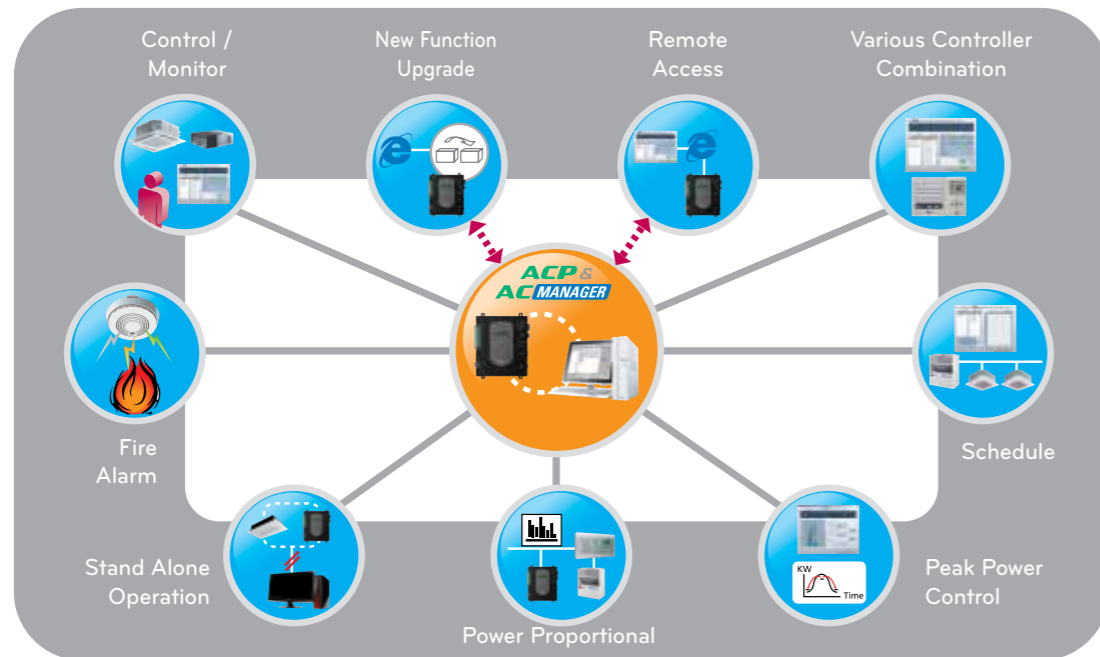 Control /
Monitor
New Function
Upgrade
Remote
Access
Various Controller
Combination
ACP &
AC MANAGER
Fire
Alarm
Schedule
Stand Alone
Operation
Power Proportional
KW
Time
Peak Power
Control